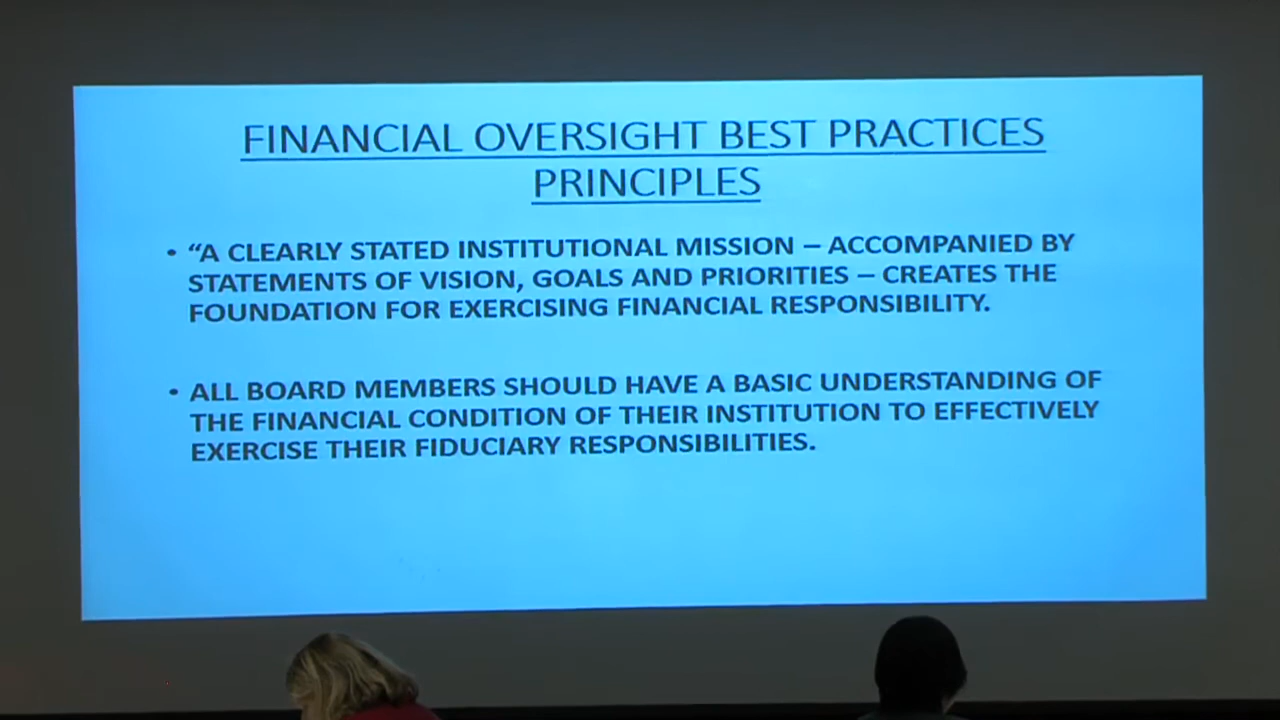 FINANCIAL OVERSIGHT BEST PRACTICES
PRINCIPLES
• “A CLEARLY STATED INSTITUTIONAL MISSION – ACCOMPANIED BY
STATEMENTS OF VISION, GOALS AND PRIORITIES – CREATES THE
FOUNDATION FOR EXERCISING FINANCIAL RESPONSIBILITY.
• ALL BOARD MEMBERS SHOULD HAVE A BASIC UNDERSTANDING OF
THE FINANCIAL CONDITION OF THEIR INSTITUTION TO EFFECTIVELY
EXERCISE THEIR FIDUCIARY RESPONSIBILITIES.